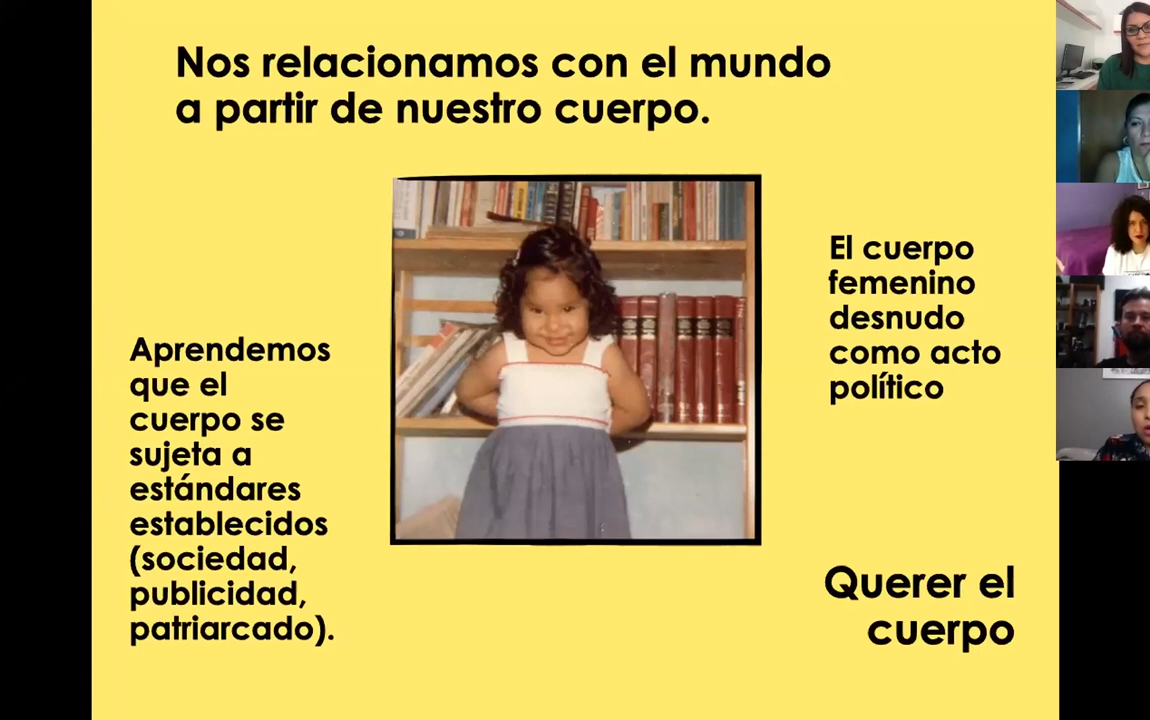 Nos relacionamos con el mundo
a partir de nuestro cuerpo.
Aprendemos
que el
cuerpo se
sujeta a
estándares
establecidos
(sociedad,
publicidad,
patriarcado).
El cuerpo
femenino
desnudo
como acto
político
Querer el
cuerpo